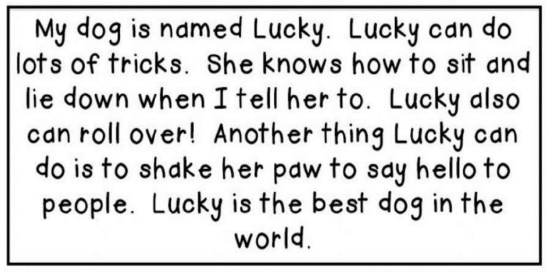 My dog is named Lucky. Lucky can do
lots of tricks. She knows how to sit and
lie down when I tell her to. Lucky also
can roll over! Another thing Lucky can
do is to shake her paw to say hello to
people. Lucky is the best dog in the
world.